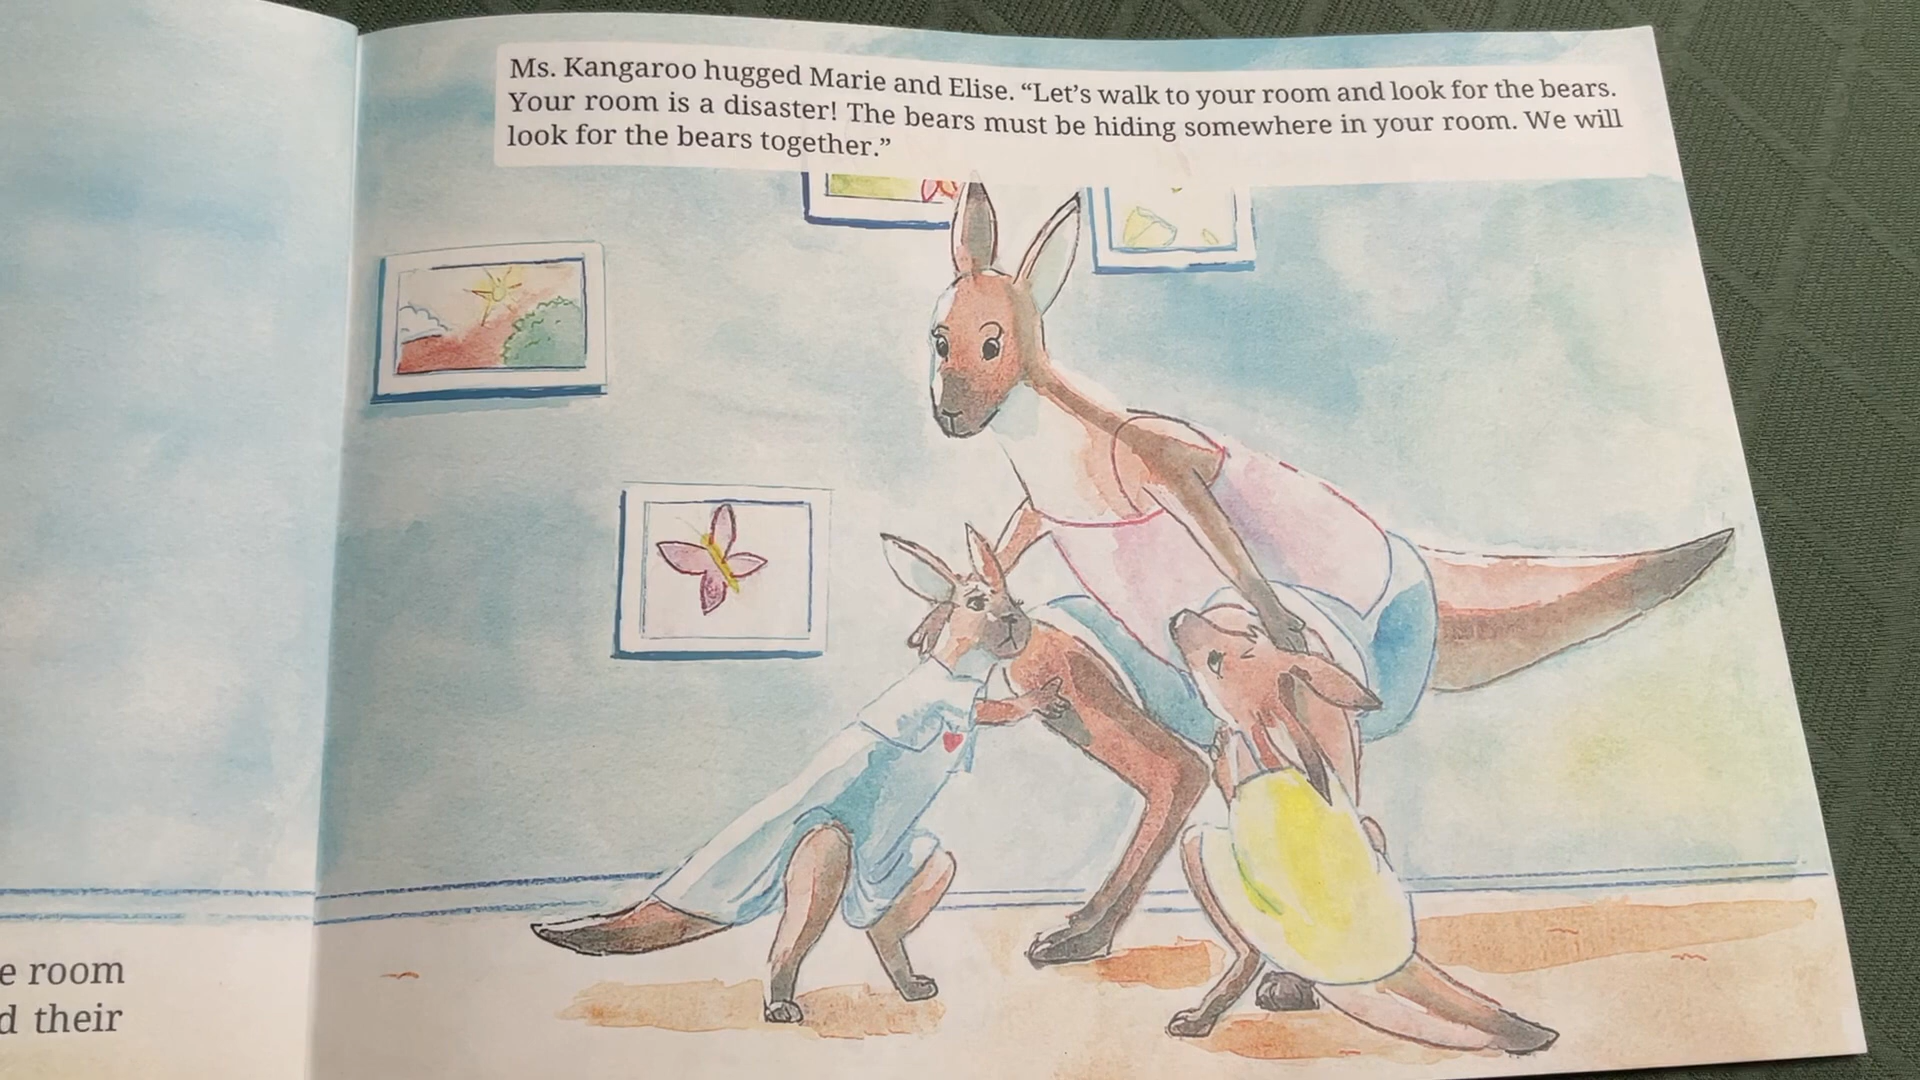 Ms. Kangaroo hugged Marie and Elise. “Let’s walk to your room and look for the bears.
Your room is a disaster! The bears must be hiding somewhere in your room. We will
look for the bears together.”
e room
d their